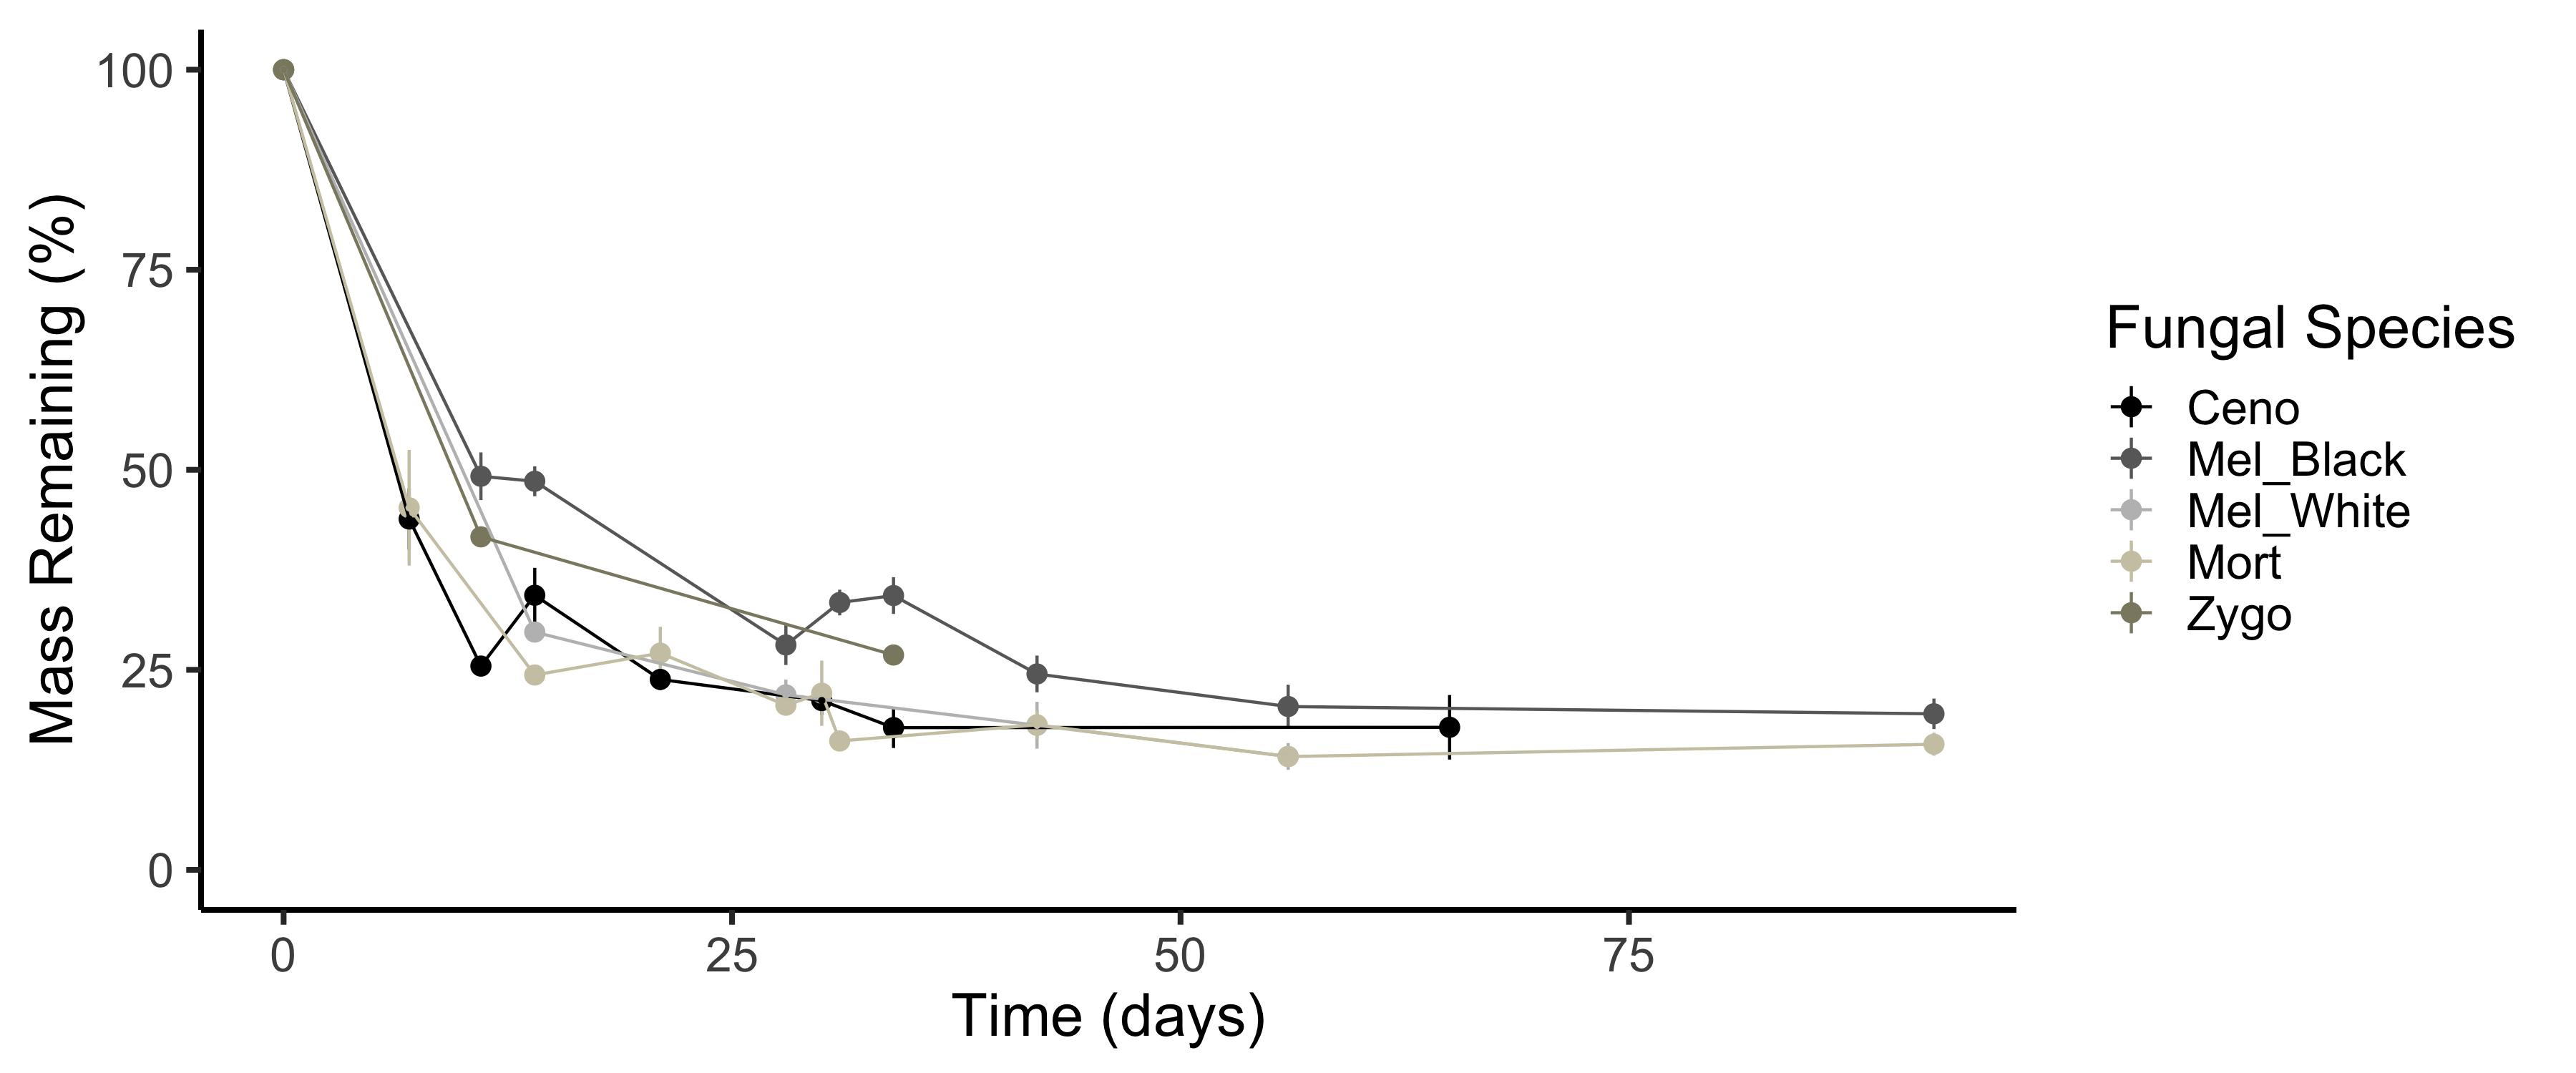 Mass Remaining (%)
100
75
50
25
0
0 25 50 75
Time (days)
Fungal Species
Ceno
Mel_Black
Mel_White
Mort
Zygo